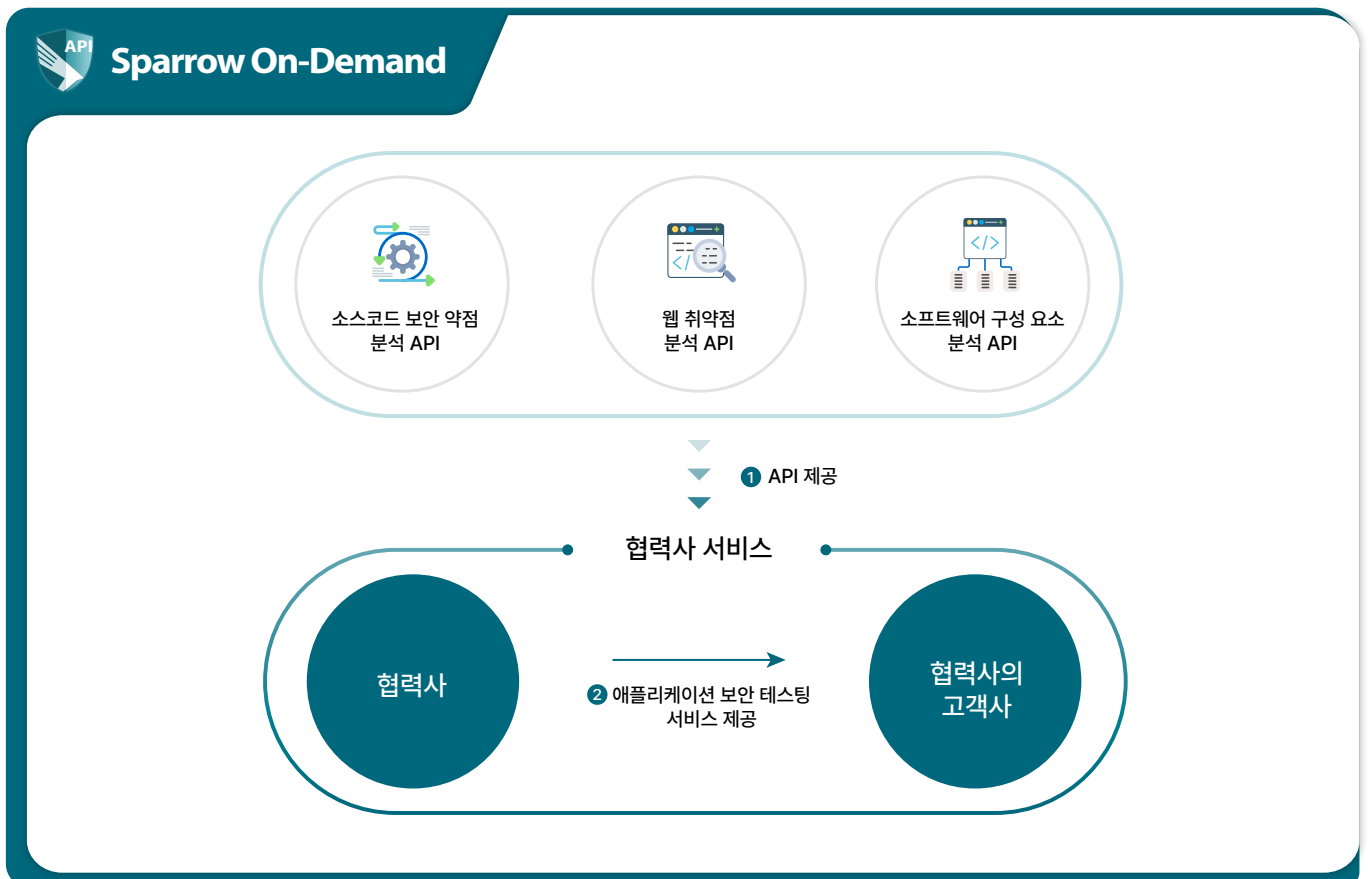 API
Sparrow On-Demand
소스코드 보안 약점
분석 API
웹 취약점
분석 API
소프트웨어 구성 요소
분석 API
1 API 제공
협력사 서비스
협력사
2 애플리케이션 보안 테스팅
서비스 제공
협력사의
고객사